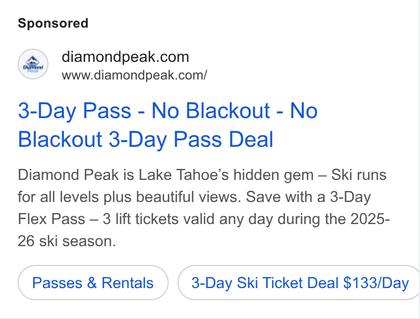 Sponsored
Diamond Peak
diamondpeak.com
www.diamondpeak.com/
3-Day Pass - No Blackout - No
Blackout 3-Day Pass Deal
Diamond Peak is Lake Tahoe’s hidden gem – Ski runs
for all levels plus beautiful views. Save with a 3-Day
Flex Pass – 3 lift tickets valid any day during the 2025-
26 ski season.
Passes & Rentals
3-Day Ski Ticket Deal $133/Day